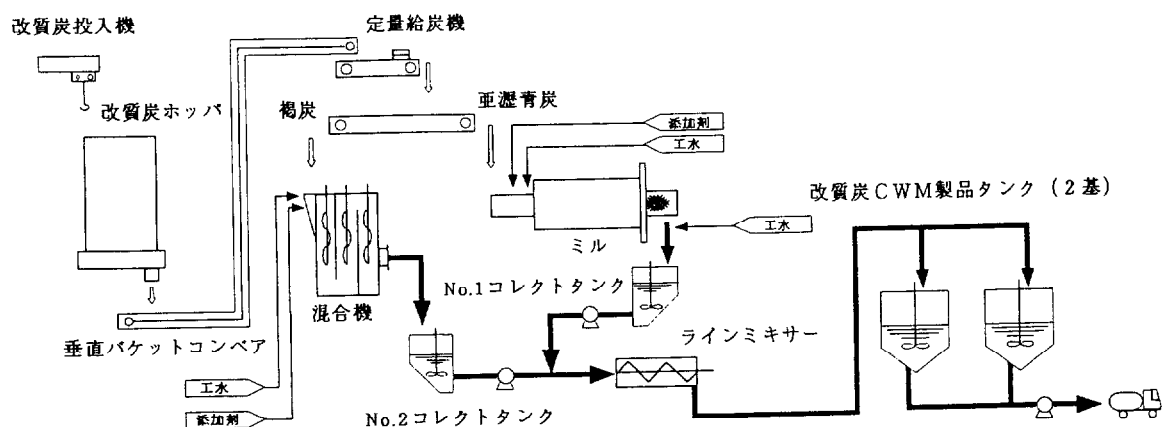 改質炭投入機
定量給炭機
改質炭ホッパ
褐炭
亜瀝青炭
添加剤
工水
改質炭CWM製品タンク(2基)
工水
ミル
No.1コレクトタンク
混合機
ラインミキサー
垂直バケットコンベア
工水
添加剤
No.2コレクトタンク